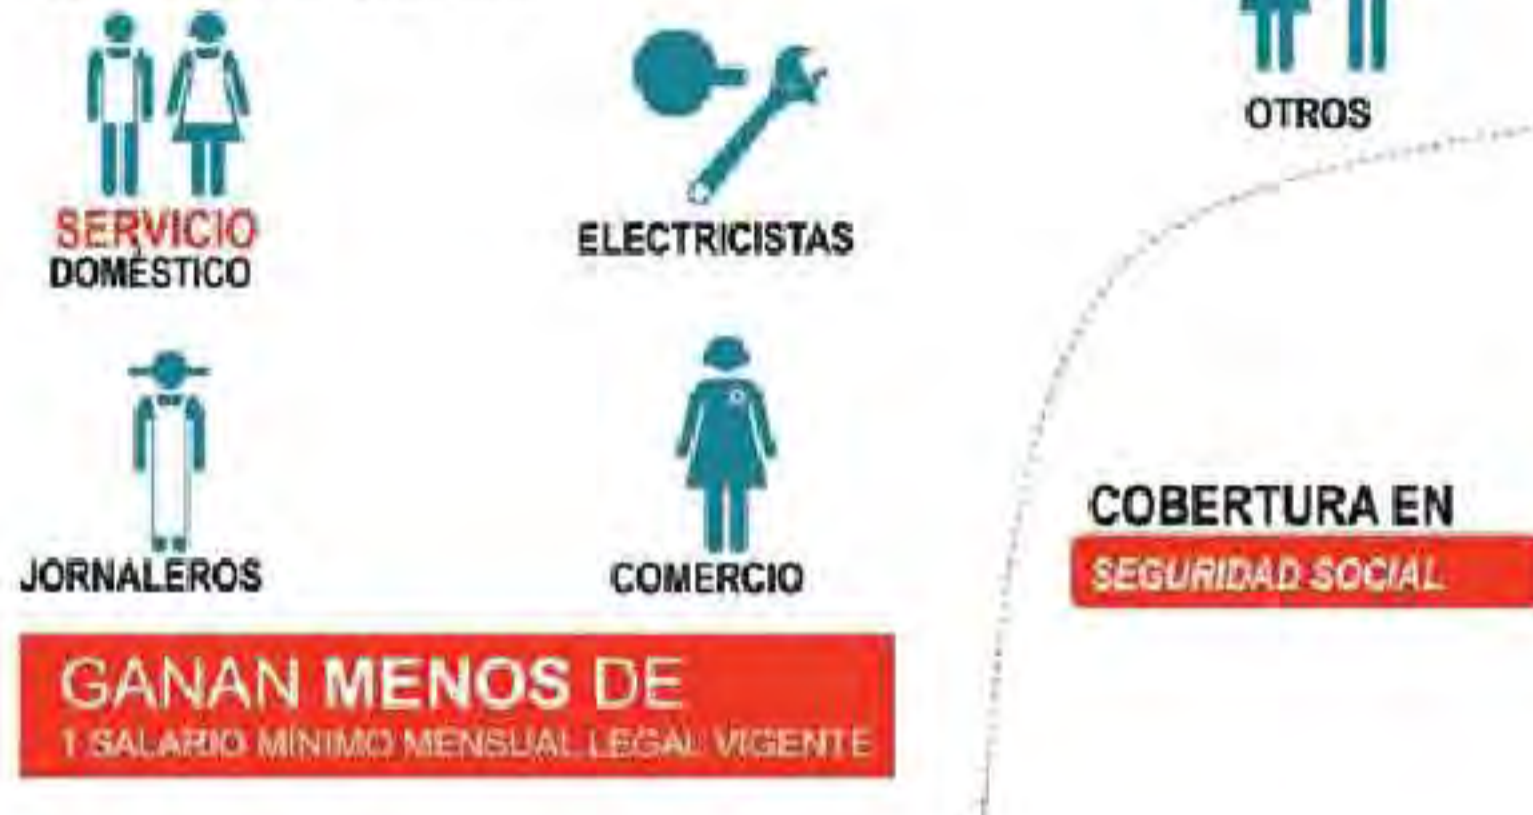 OTROS
SERVICIO
DOMÉSTICO
ELECTRICISTAS
JORNALEROS
COMERCIO
COBERTURA EN
SEGURIDAD SOCIAL
GANAN MENOS DE
1 SALARIO MÍNIMO MENSUAL LEGAL VIGENTE